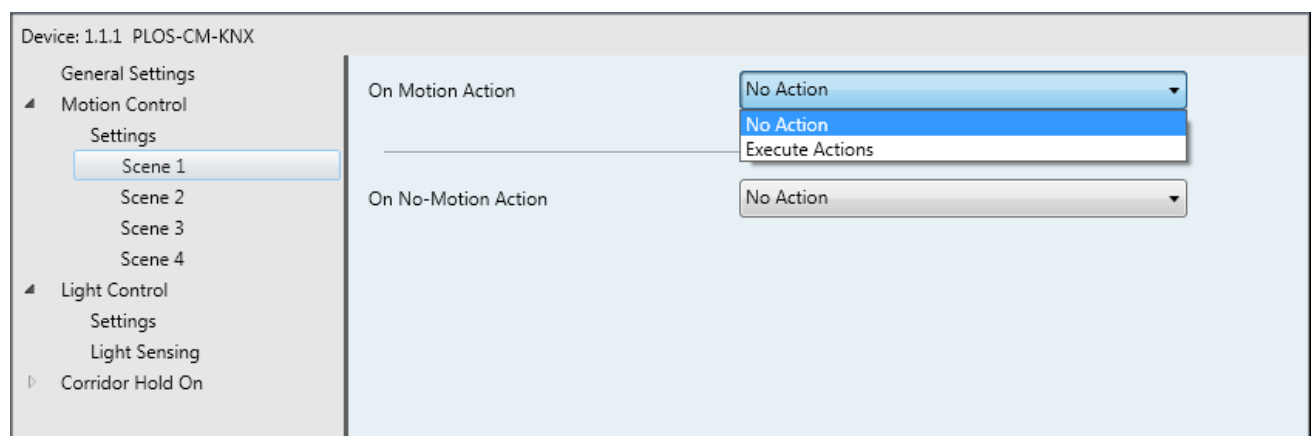 Device: 1.1.1 PLOS-CM-KNX
General Settings
Motion Control
Settings
Scene 1
Scene 2
Scene 3
Scene 4
Light Control
Settings
Light Sensing
Corridor Hold On
On Motion Action
No Action
No Action
Execute Actions
On No-Motion Action
No Action